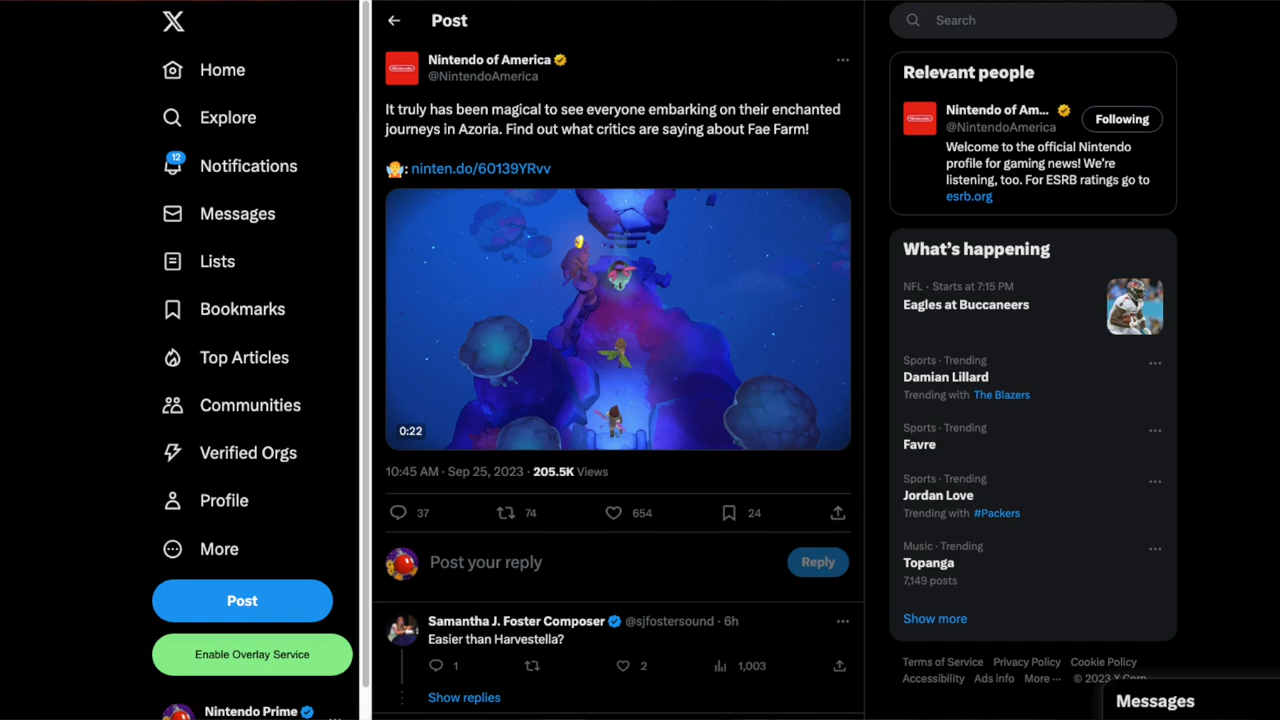 Home
Explore
12
Notifications
Messages
Lists
Bookmarks
Top Articles
Communities
Verified Orgs
Profile
More
Post
Enable Overlay Service
Nintendo Prime
Post
Nintendo
Nintendo of America
@NintendoAmerica
It truly has been magical to see everyone embarking on their enchanted
journeys in Azoria. Find out what critics are saying about Fae Farm!
: ninten.do/60139YRvv
0:22
10:45 AM · Sep 25, 2023 · 205.5K Views
37 74 654 24
Post your reply
Reply
Samantha J. Foster Composer @sjfostersound · 6h
Easier than Harvestella?
1 2 1,003
Show replies
Search
Relevant people
Nintendo
Nintendo of Am...
@NintendoAmerica
Following
Welcome to the official Nintendo
profile for gaming news! We're
listening, too. For ESRB ratings go to
esrb.org
What's happening
NFL · Starts at 7:15 PM
Eagles at Buccaneers
Sports · Trending
Damian Lillard
Trending with The Blazers
Sports · Trending
Favre
Sports · Trending
Jordan Love
Trending with #Packers
Music · Trending
Topanga
7,149 posts
Show more
Terms of Service Privacy Policy Cookie Policy
Accessibility Ads info More ··· © 2023 X Corp
Messages